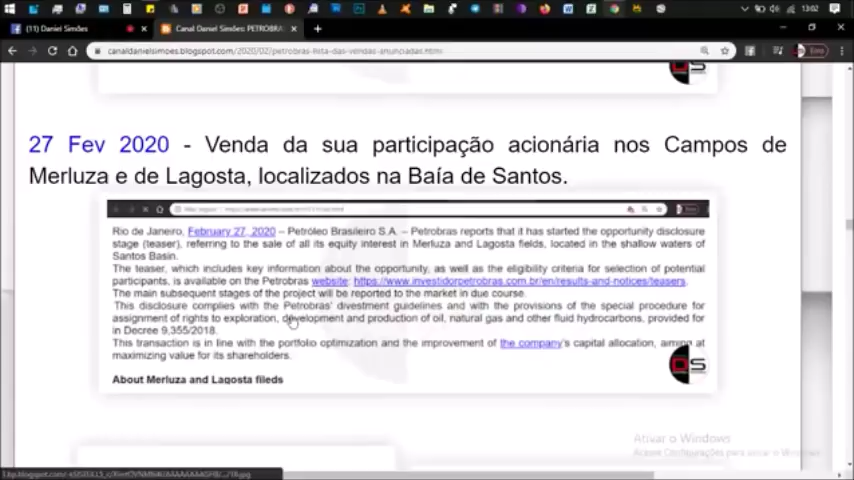 13:02
(11) Daniel Simões
Canal Daniel Simões: PETROBRA
canaldanielsimoes.blogspot.com/2020/02/petrobras-lista-das-vendas-anunciadas.html
27 Fev 2020 - Venda da sua participação acionária nos Campos de
Merluza e de Lagosta, localizados na Baía de Santos.
Rio de Janeiro, February 27, 2020 – Petróleo Brasileiro S.A. – Petrobras reports that it has started the opportunity disclosure
stage (teaser), referring to the sale of all its equity interest in Merluza and Lagosta fields, located in the shallow waters of
Santos Basin.
The teaser, which includes key information about the opportunity, as well as the eligibility criteria for selection of potential
participants, is available on the Petrobras website: https://www.investidorpetrobras.com.br/en/results-and-notices/teasers.
The main subsequent stages of the project will be reported to the market in due course.
This disclosure complies with the Petrobras' divestment guidelines and with the provisions of the special procedure for
assignment of rights to exploration, development and production of oil, natural gas and other fluid hydrocarbons, provided for
in Decree 9,355/2018.
This transaction is in line with the portfolio optimization and the improvement of the company's capital allocation, aiming at
maximizing value for its shareholders.
DS
About Merluza and Lagosta fileds
Ativar o Windows